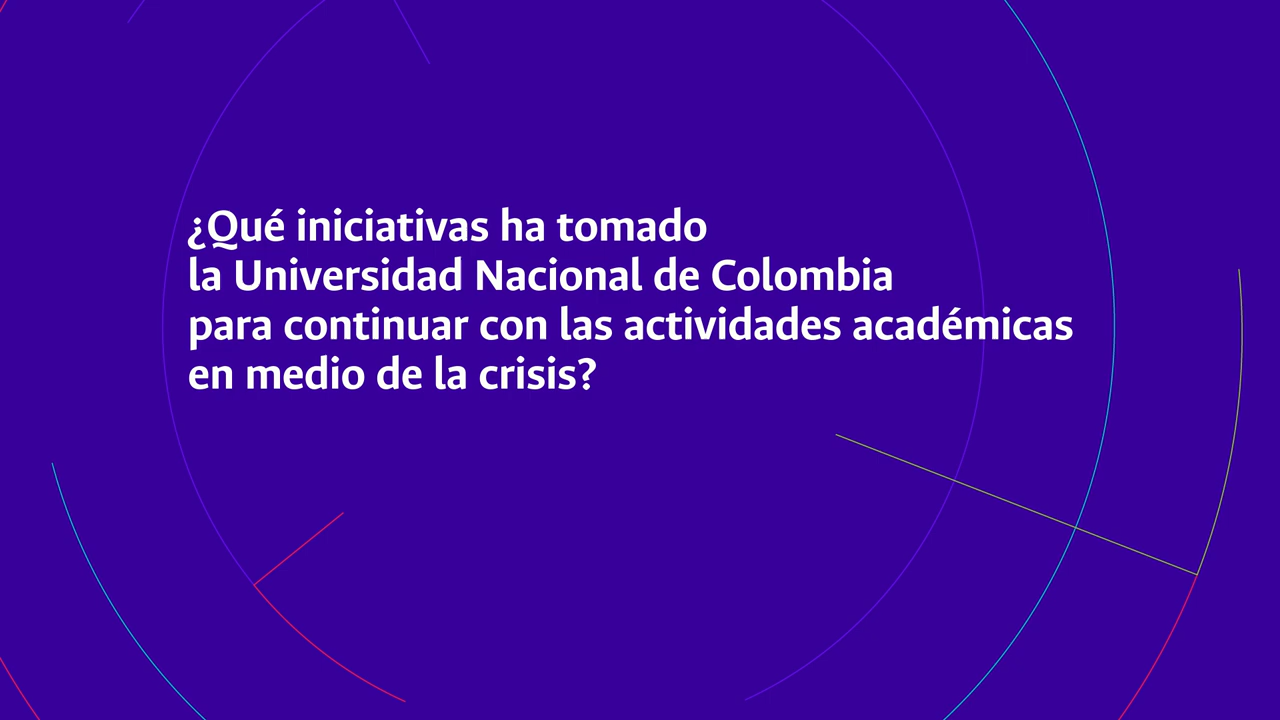 ¿Qué iniciativas ha tomado
la Universidad Nacional de Colombia
para continuar con las actividades académicas
en medio de la crisis?